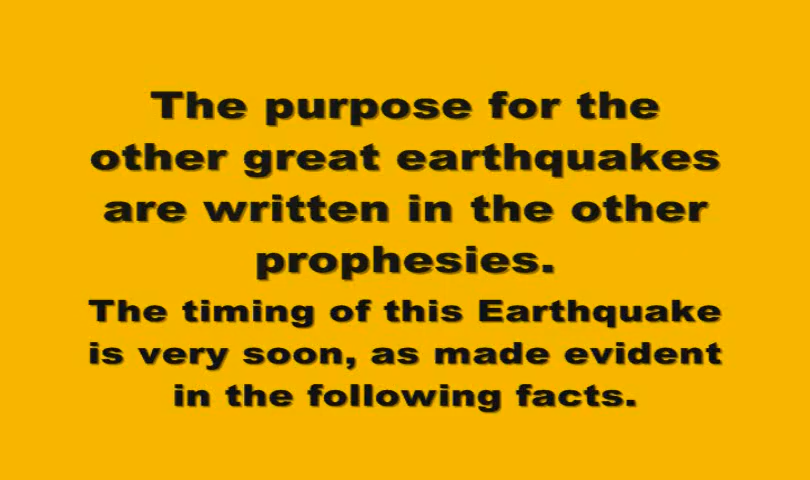 The purpose for the
other great earthquakes
are written in the other
prophesies.
The timing of this Earthquake
is very soon, as made evident
in the following facts.